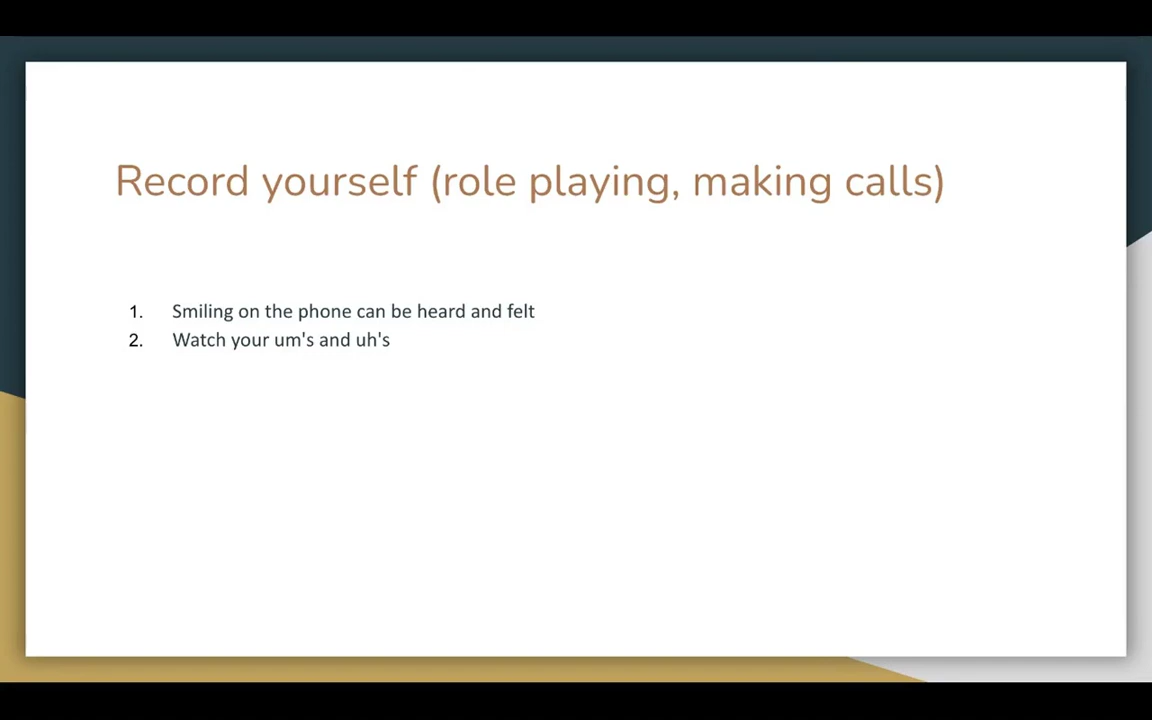 Record yourself (role playing, making calls)
1. Smiling on the phone can be heard and felt
2. Watch your um's and uh's